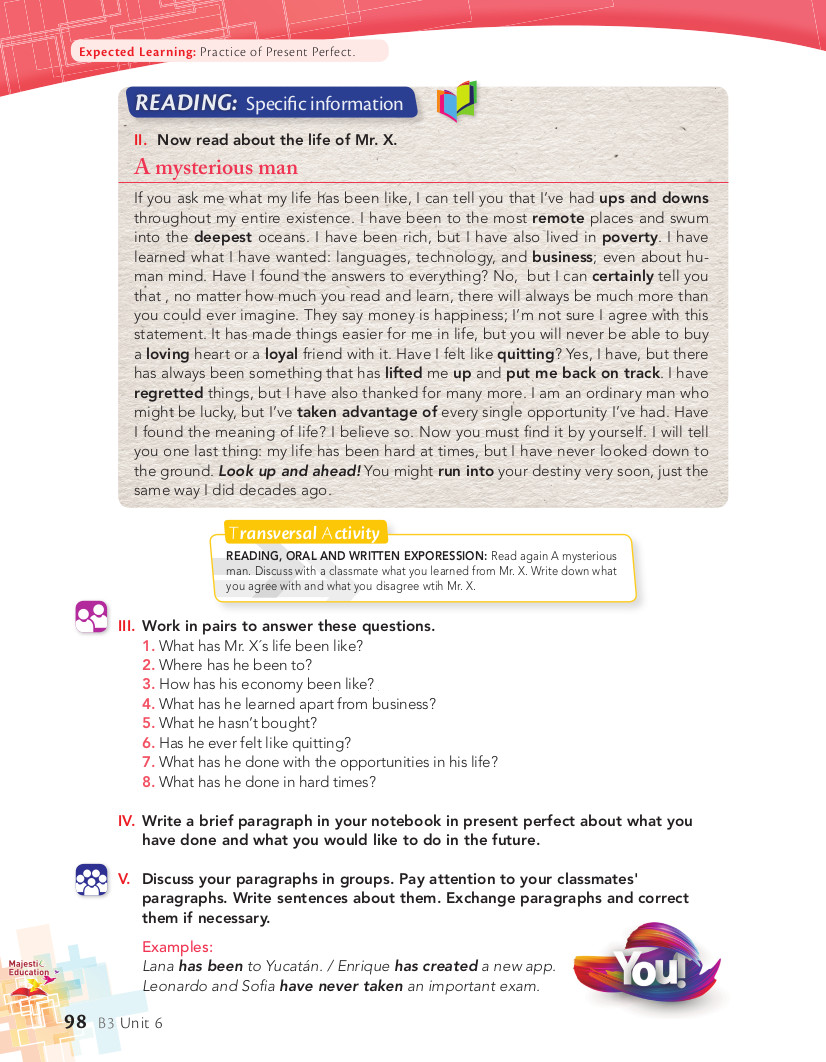 Expected Learning: Practice of Present Perfect.
READING: Specific information
II. Now read about the life of Mr. X.
A mysterious man
If you ask me what my life has been like, I can tell you that I've had ups and downs
throughout my entire existence. I have been to the most remote places and swum
into the deepest oceans. I have been rich, but I have also lived in poverty. I have
learned what I have wanted: languages, technology, and business; even about hu-
man mind. Have I found the answers to everything? No, but I can certainly tell you
that , no matter how much you read and learn, there will always be much more than
you could ever imagine. They say money is happiness; I'm not sure I agree with this
statement. It has made things easier for me in life, but you will never be able to buy
a loving heart or a loyal friend with it. Have I felt like quitting? Yes, I have, but there
has always been something that has lifted me up and put me back on track. I have
regretted things, but I have also thanked for many more. I am an ordinary man who
might be lucky, but I've taken advantage of every single opportunity I've had. Have
I found the meaning of life? I believe so. Now you must find it by yourself. I will tell
you one last thing: my life has been hard at times, but I have never looked down to
the ground. Look up and ahead! You might run into your destiny very soon, just the
same way I did decades ago.
Transversal Activity
READING, ORAL AND WRITTEN EXPORESSION: Read again A mysterious
man. Discuss with a classmate what you learned from Mr. X. Write down what
you agree with and what you disagree wtih Mr. X.
III. Work in pairs to answer these questions.
1. What has Mr. X´s life been like?
2. Where has he been to?
3. How has his economy been like?
4. What has he learned apart from business?
5. What he hasn't bought?
6. Has he ever felt like quitting?
7. What has he done with the opportunities in his life?
8. What has he done in hard times?
IV. Write a brief paragraph in your notebook in present perfect about what you
have done and what you would like to do in the future.
V. Discuss your paragraphs in groups. Pay attention to your classmates'
paragraphs. Write sentences about them. Exchange paragraphs and correct
them if necessary.
Examples:
Lana has been to Yucatán. / Enrique has created a new app.
Leonardo and Sofia have never taken an important exam.
You!
Majestic
Education
98 B3 Unit 6